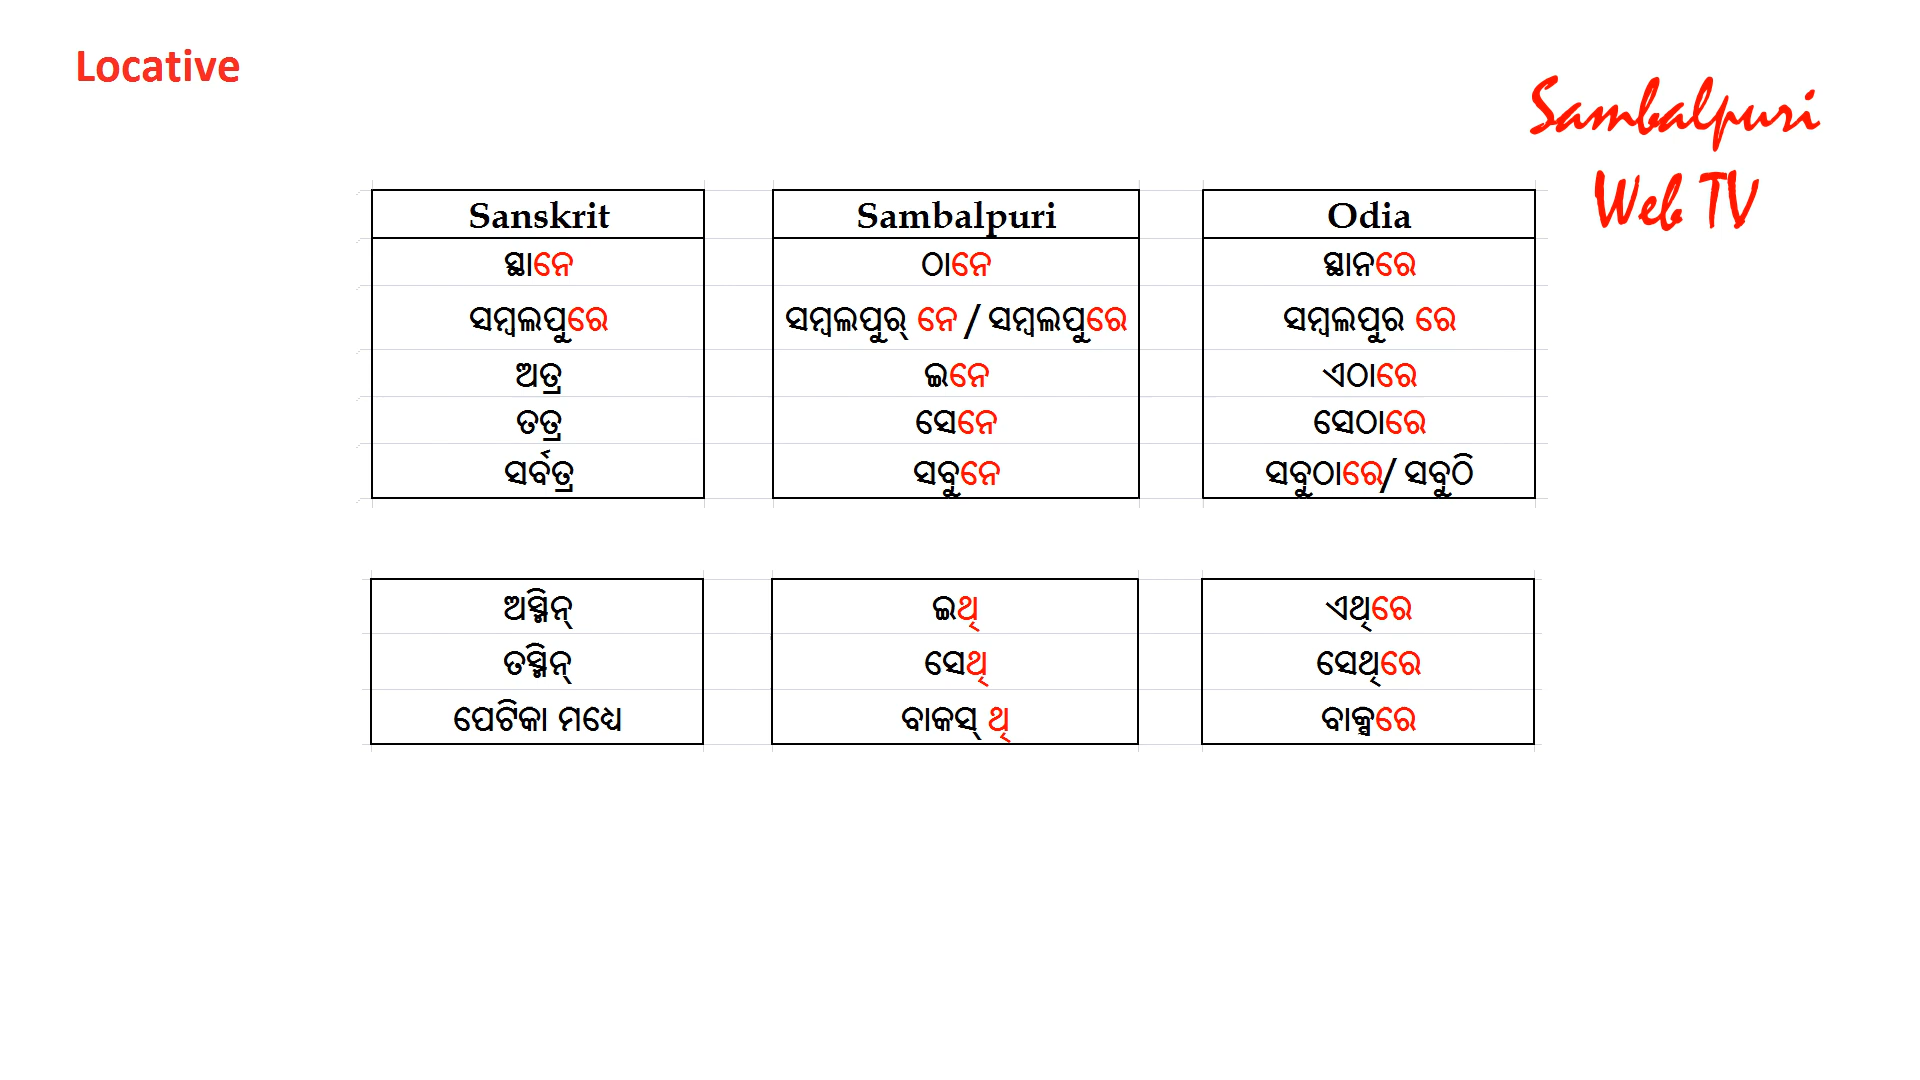 Locative
Sambalpuri
Web TV
Sanskrit Sambalpuri Odia
ସ୍ଥାନେ ଠାନେ ସ୍ଥାନରେ
ସମ୍ବଲପୁରେ ସମ୍ବଲପୁର୍ ନେ / ସମ୍ବଲପୁରେ ସମ୍ବଲପୁର ରେ
ଅତ୍ର ଇନେ ଏଠାରେ
ତତ୍ର ସେନେ ସେଠାରେ
ସର୍ବତ୍ର ସବୁନେ ସବୁଠାରେ/ ସବୁଠି
ଅସ୍ମିନ୍ ଇଥି ଏଥିରେ
ତସ୍ମିନ୍ ସେଥି ସେଥିରେ
ପେଟିକା ମଧ୍ୟେ ବାକସ୍ ଥି ବାକ୍ସରେ